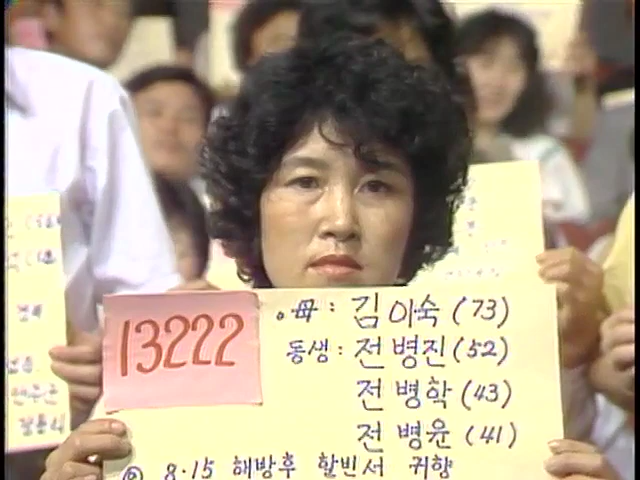 13222
。母: 김아숙 (73)
동생: 전병진 (52)
전병학 (43)
전병윤 (41)
8·15 해방후 할빈서 귀향